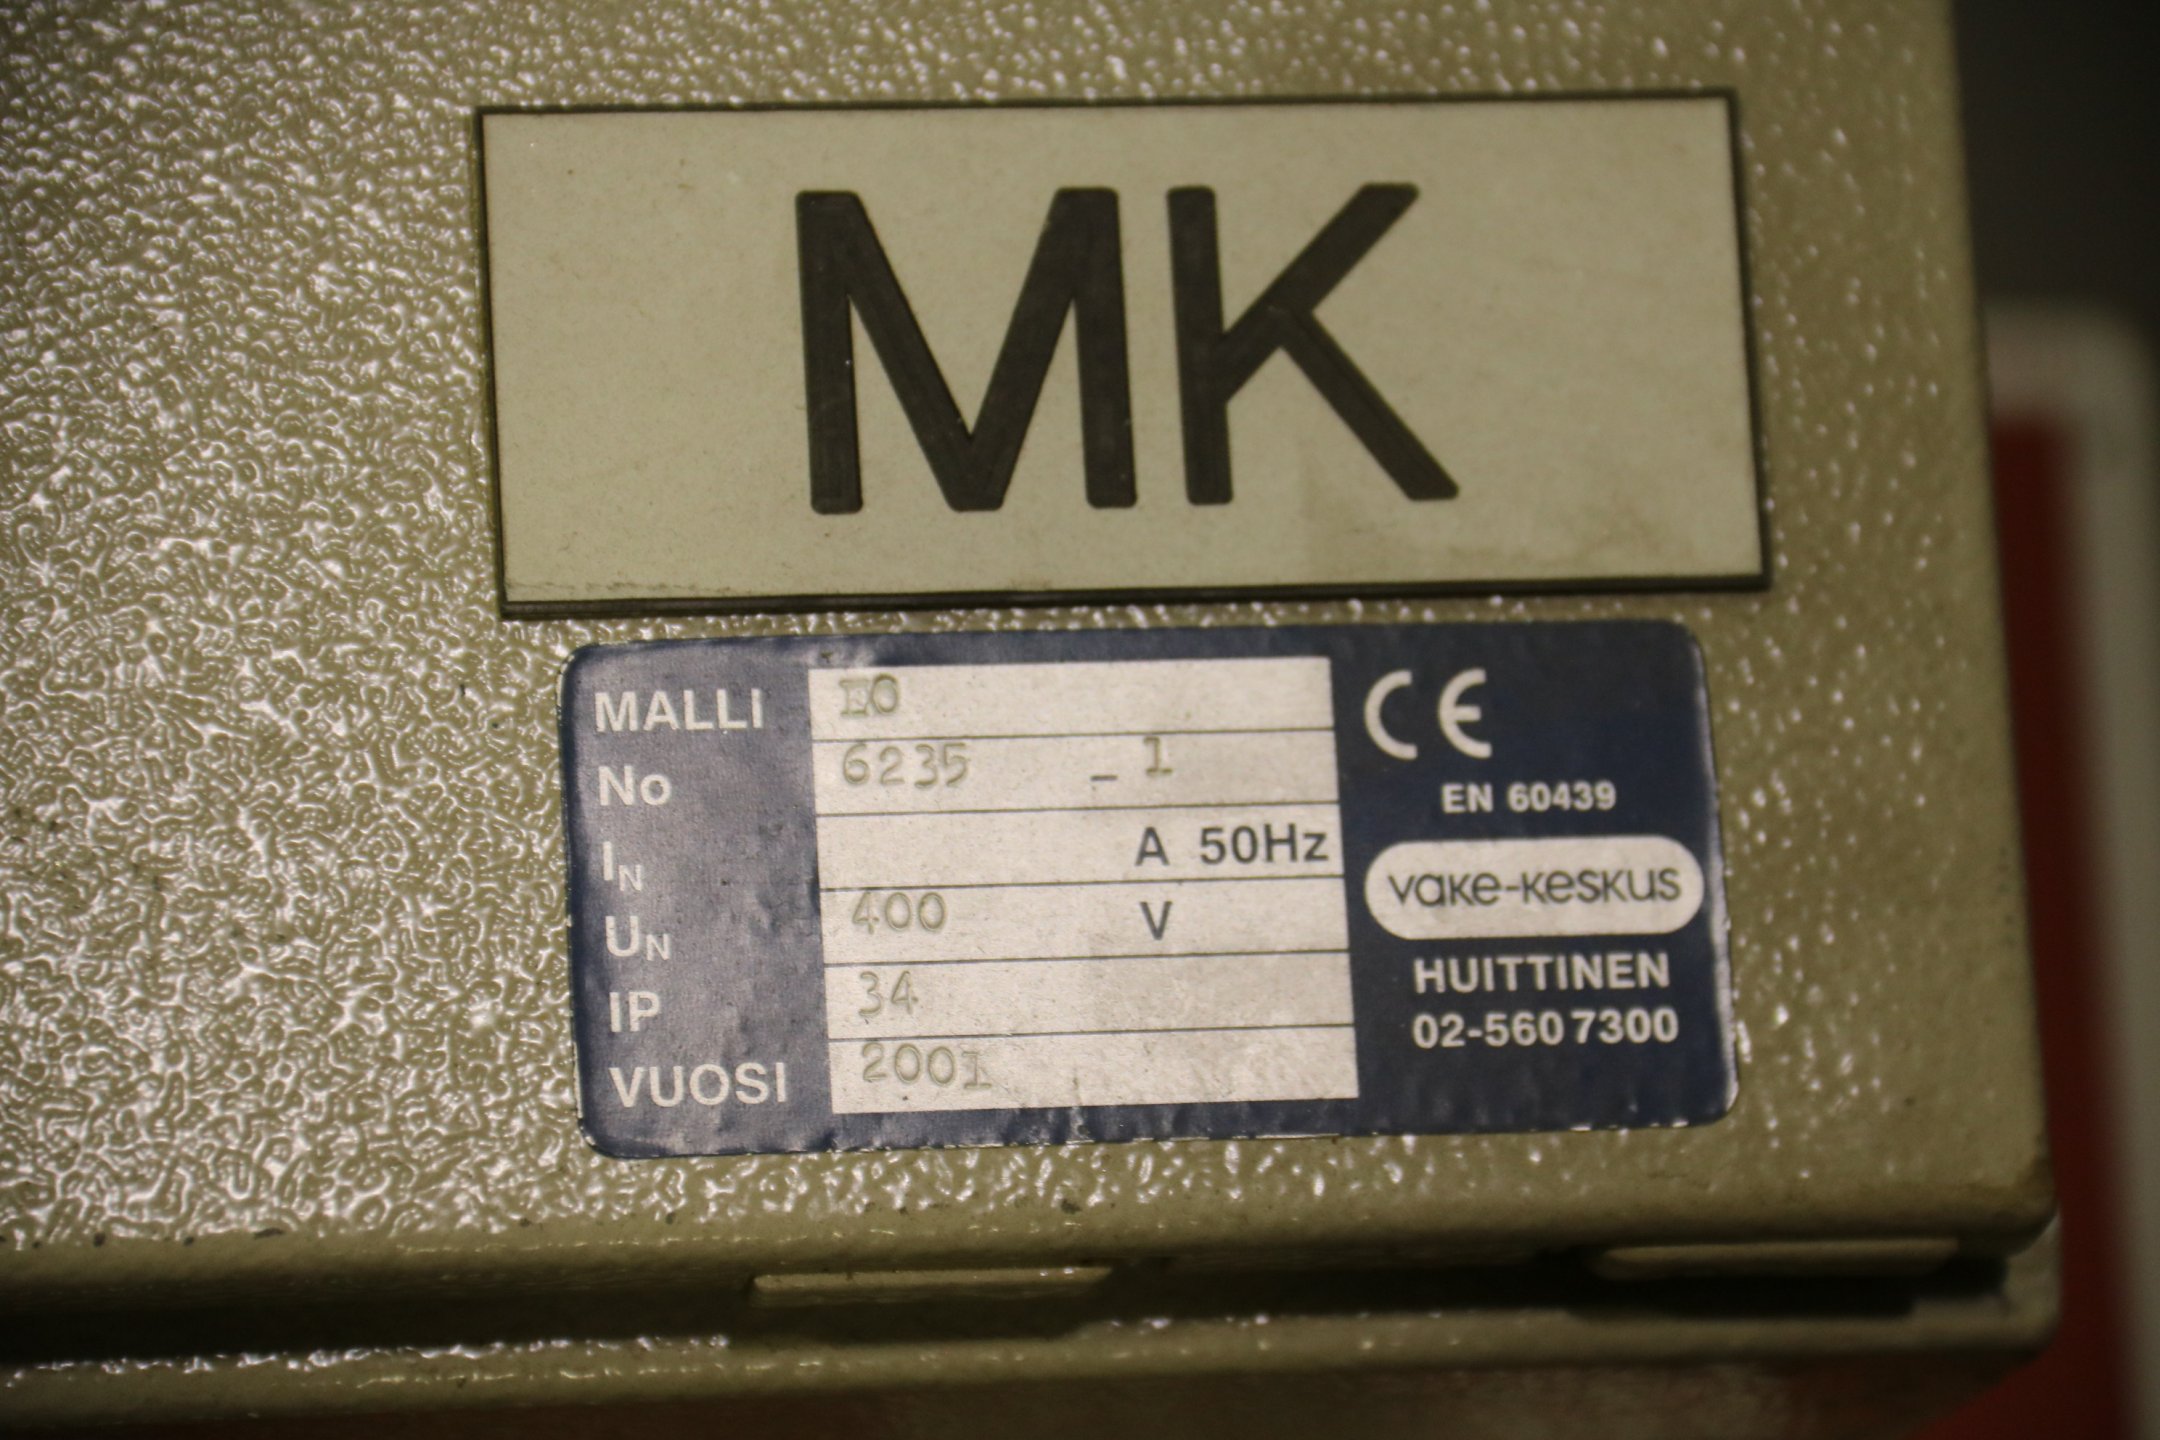 MK
MALLI EO
No 6235 - 1
IN A 50Hz
UN 400 V
IP 34
VUOSI 2001
CE
EN 60439
vake-keskus
HUITTINEN
02-560 7300